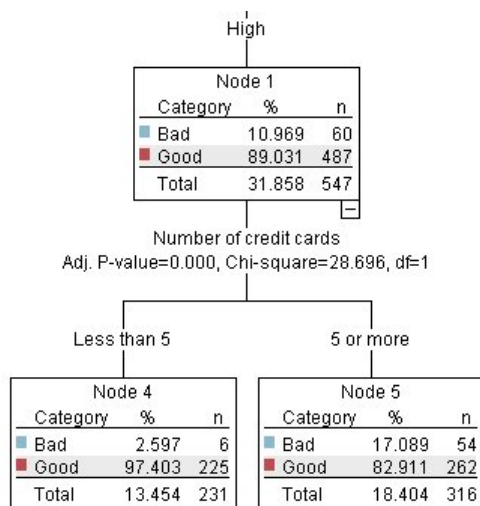 High
Node 1
Category % n
Bad 10.969 60
Good 89.031 487
Total 31.858 547
Number of credit cards
Adj. P-value=0.000, Chi-square=28.696, df=1
Less than 5
5 or more
Node 4
Category % n
Bad 2.597 6
Good 97.403 225
Total 13.454 231
Node 5
Category % n
Bad 17.089 54
Good 82.911 262
Total 18.404 316